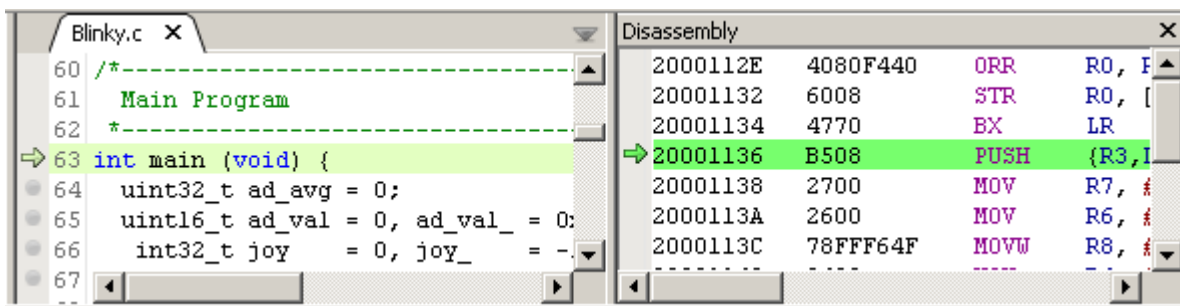 Blinky.c
60 /*----------------------------------
61 Main Program
62 *----------------------------------
63 int main (void) {
64 uint32_t ad_avg = 0;
65 uint16_t ad_val = 0, ad_val_ =
66 int32_t joy = 0, joy_ = -
67
Disassembly
2000112E 4080F440 ORR R0,
20001132 6008 STR R0, [
20001134 4770 BX LR
20001136 B508 PUSH {R3,
20001138 2700 MOV R7,
2000113A 2600 MOV R6,
2000113C 78FFF64F MOVW R8,